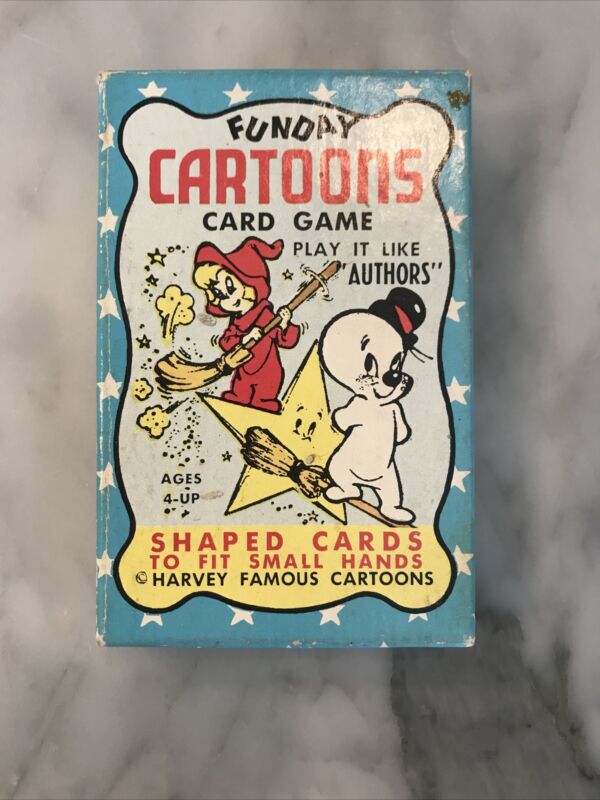 FUNDAY
CARTOONS
CARD GAME
PLAY IT LIKE
"AUTHORS"
AGES
4-UP
SHAPED CARDS
TO FIT SMALL HANDS
© HARVEY FAMOUS CARTOONS